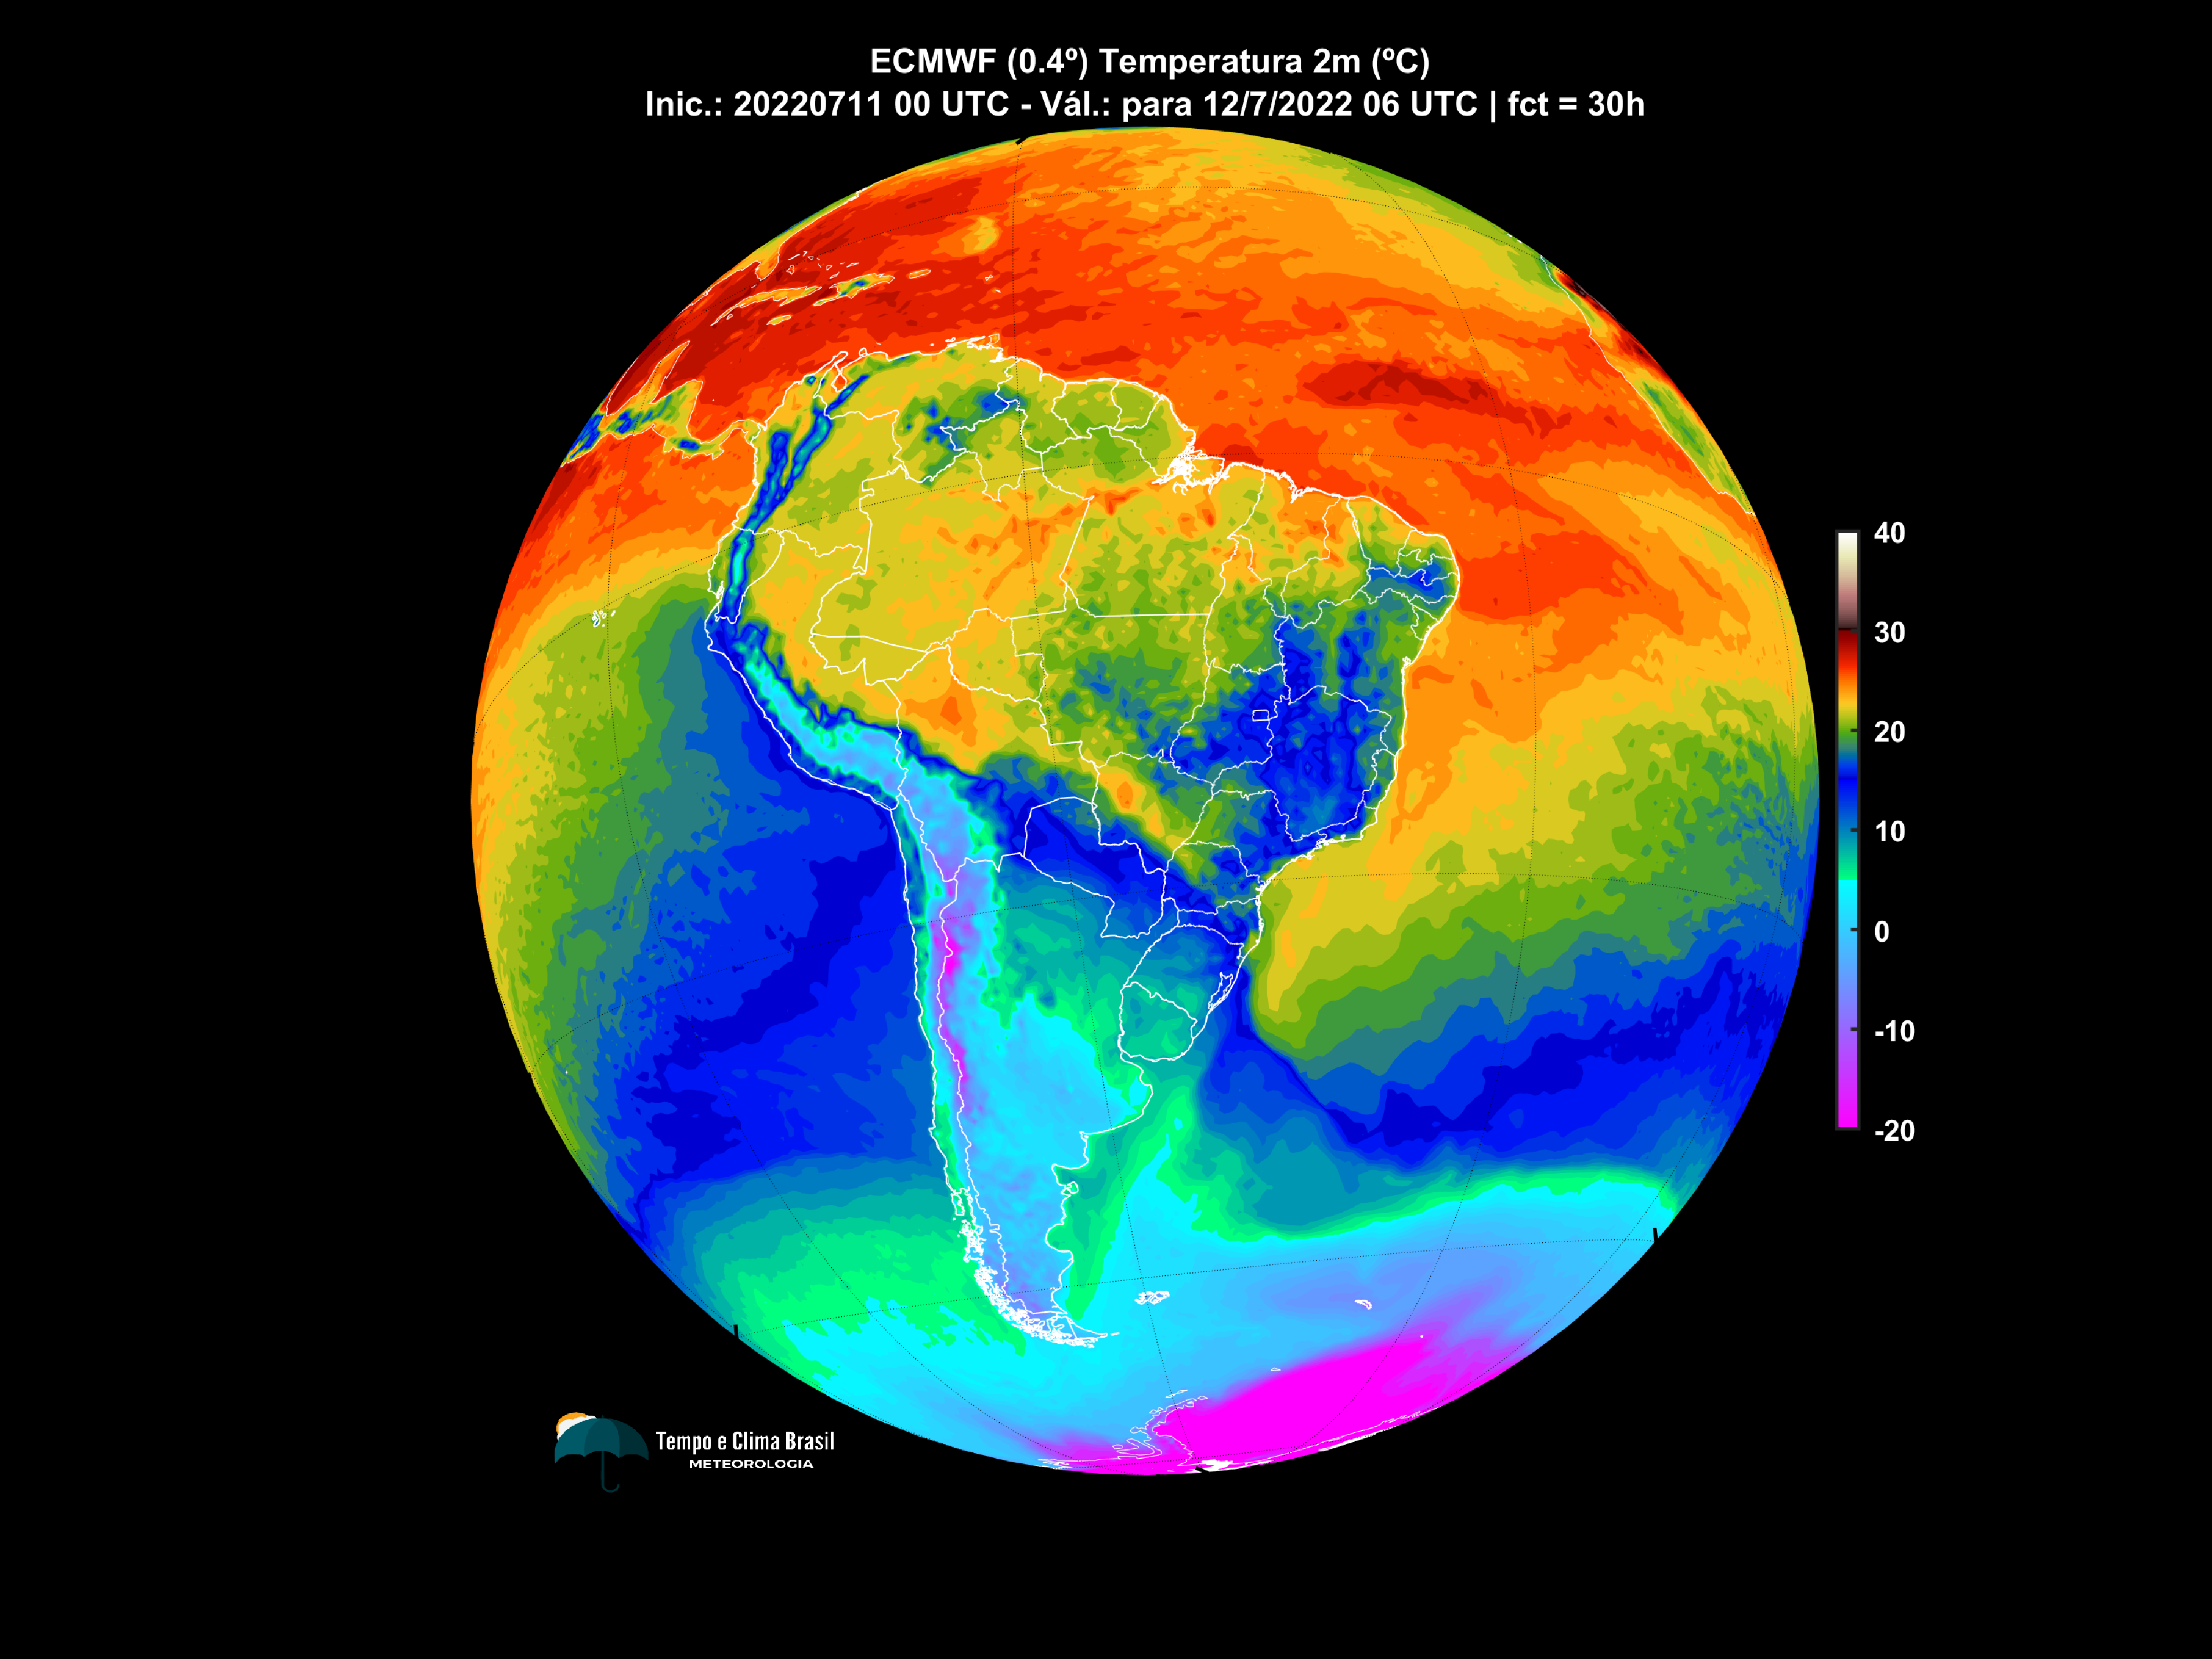 ECMWF (0.4º) Temperatura 2m (ºC)
Inic.: 20220711 00 UTC - Vál.: para 12/7/2022 06 UTC | fct = 30h
40
30
20
10
0
-10
-20
Tempo e Clima Brasil
METEOROLOGIA